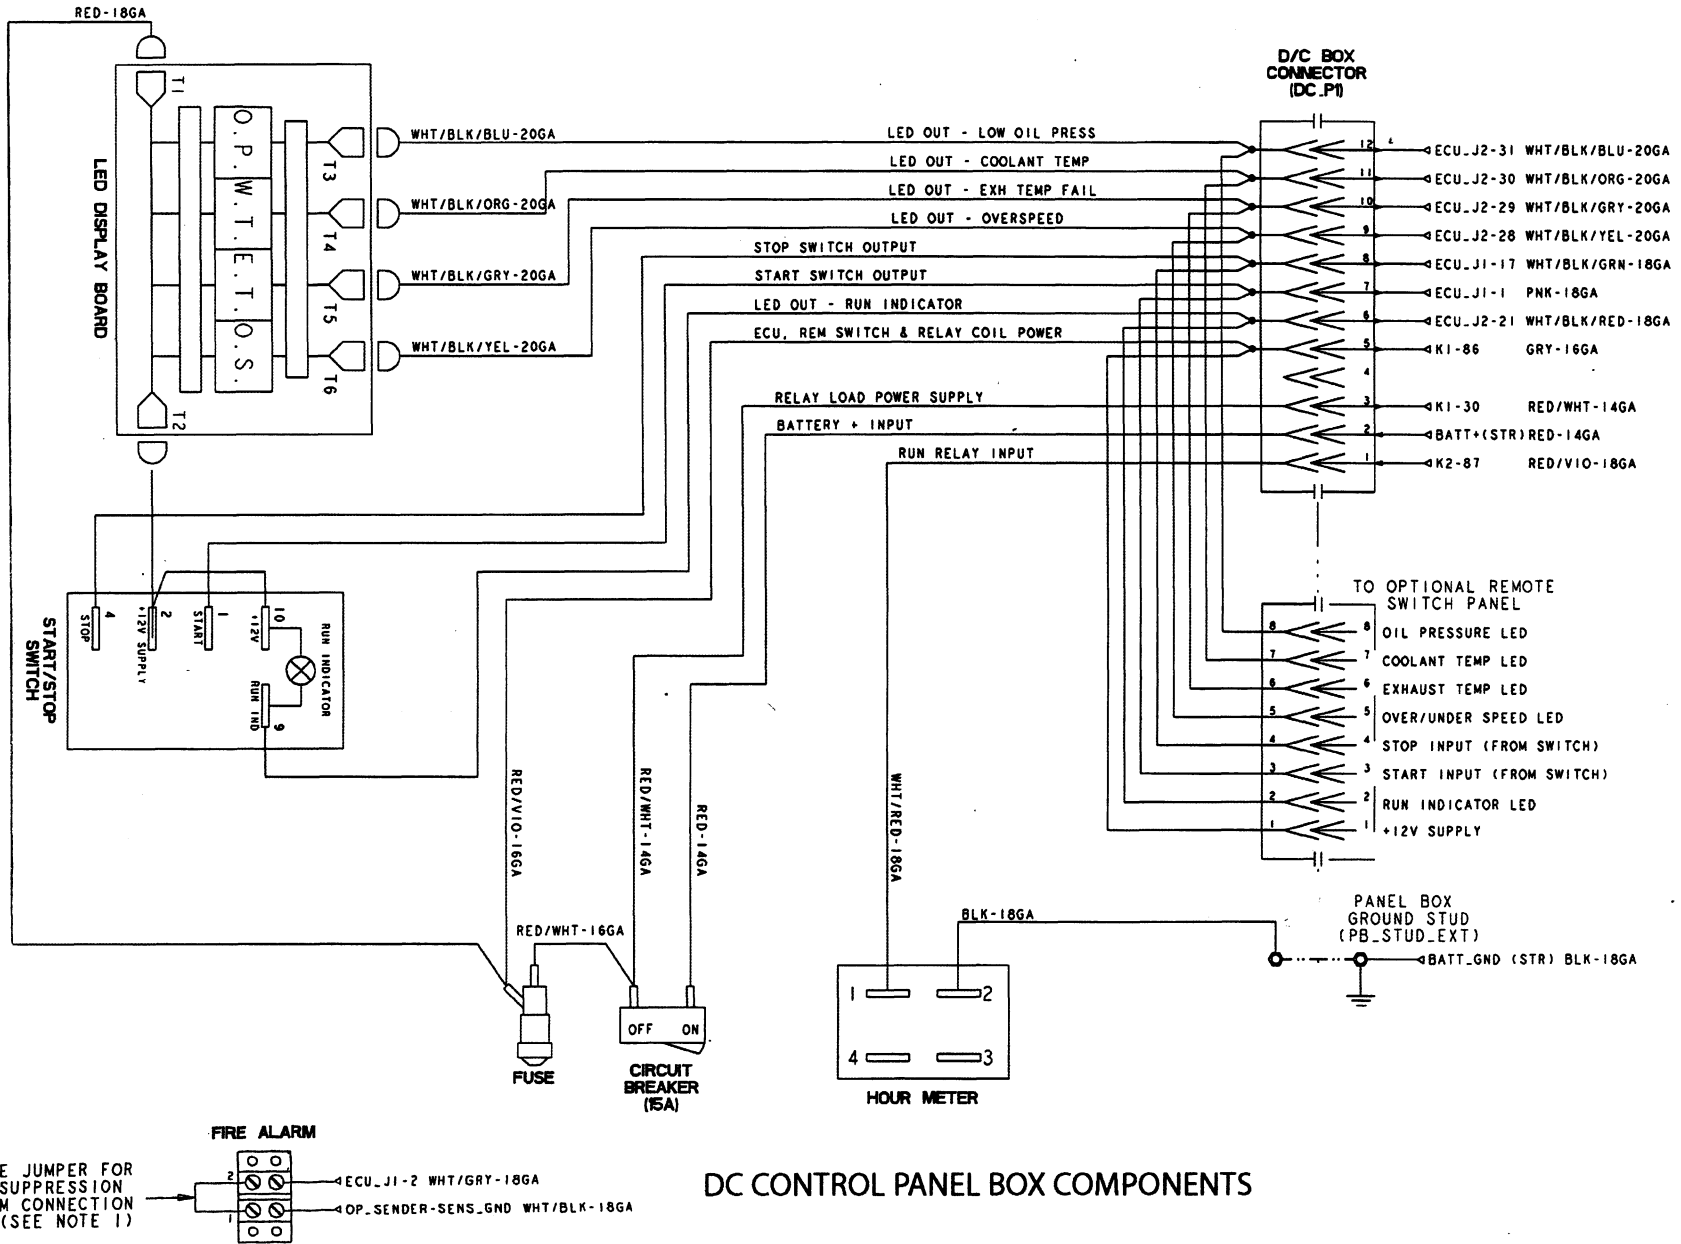 RED-18GA
T1
LED DISPLAY BOARD
O.P.
W.T.
E.T.
O.S.
T3
T4
T5
T6
T2
WHT/BLK/BLU-20GA
WHT/BLK/ORG-20GA
WHT/BLK/GRY-20GA
WHT/BLK/YEL-20GA
LED OUT - LOW OIL PRESS
LED OUT - COOLANT TEMP
LED OUT - EXH TEMP FAIL
LED OUT - OVERSPEED
STOP SWITCH OUTPUT
START SWITCH OUTPUT
LED OUT - RUN INDICATOR
ECU, REM SWITCH & RELAY COIL POWER
RELAY LOAD POWER SUPPLY
BATTERY + INPUT
RUN RELAY INPUT
D/C BOX
CONNECTOR
(DC_P1)
12 ECU_J2-31 WHT/BLK/BLU-20GA
11 ECU_J2-30 WHT/BLK/ORG-20GA
10 ECU_J2-29 WHT/BLK/GRY-20GA
9 ECU_J2-28 WHT/BLK/YEL-20GA
8 ECU_J1-17 WHT/BLK/GRN-18GA
7 ECU_J1-1 PNK-18GA
6 ECU_J2-21 WHT/BLK/RED-18GA
5 K1-86 GRY-16GA
4
3 K1-30 RED/WHT-14GA
2 BATT+(STR) RED-14GA
1 K2-87 RED/VIO-18GA
TO OPTIONAL REMOTE
SWITCH PANEL
8 8 OIL PRESSURE LED
7 7 COOLANT TEMP LED
6 6 EXHAUST TEMP LED
5 5 OVER/UNDER SPEED LED
4 4 STOP INPUT (FROM SWITCH)
3 3 START INPUT (FROM SWITCH)
2 2 RUN INDICATOR LED
1 1 +12V SUPPLY
START/STOP
SWITCH
4
STOP
2
+12V SUPPLY
1
START
10
+12V
RUN INDICATOR
RUN IND
9
RED/VIO-16GA
RED/WHT-14GA
RED-14GA
WHT/RED-18GA
RED/WHT-16GA
BLK-18GA
PANEL BOX
GROUND STUD
(PB_STUD_EXT)
BATT_GND (STR) BLK-18GA
FUSE
OFF ON
CIRCUIT
BREAKER
(15A)
1 2
4 3
HOUR METER
FIRE ALARM
E JUMPER FOR
SUPPRESSION
M CONNECTION
(SEE NOTE 1)
2 ECU_J1-2 WHT/GRY-18GA
1 OP_SENDER-SENS_GND WHT/BLK-18GA
DC CONTROL PANEL BOX COMPONENTS